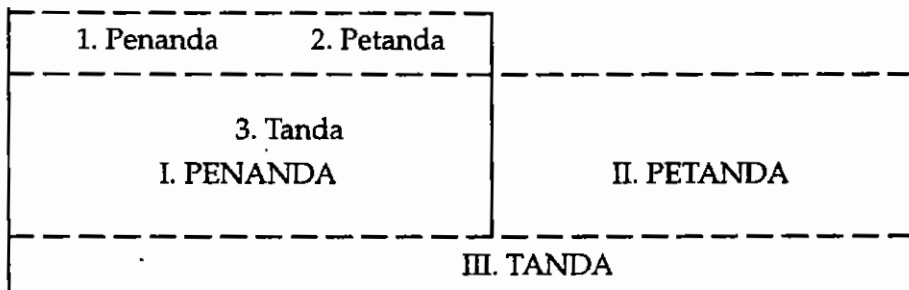 1. Penanda 2. Petanda
3. Tanda
I. PENANDA II. PETANDA
III. TANDA